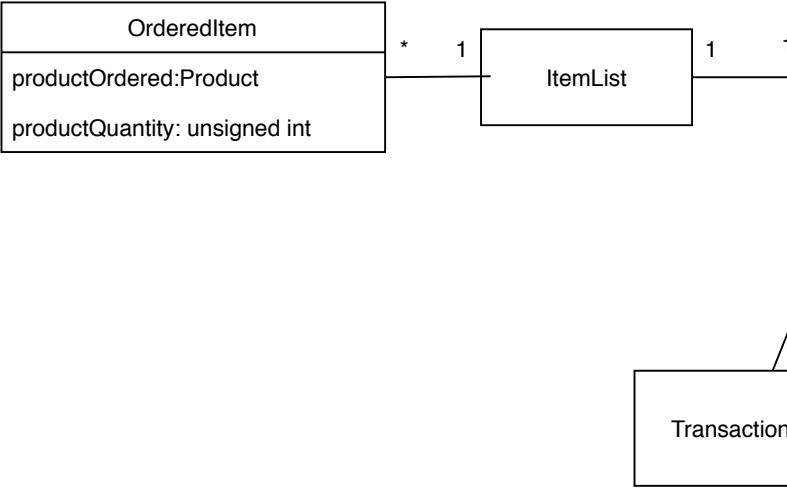 OrderedItem
* 1 1
productOrdered:Product
ItemList
productQuantity: unsigned int
Transaction